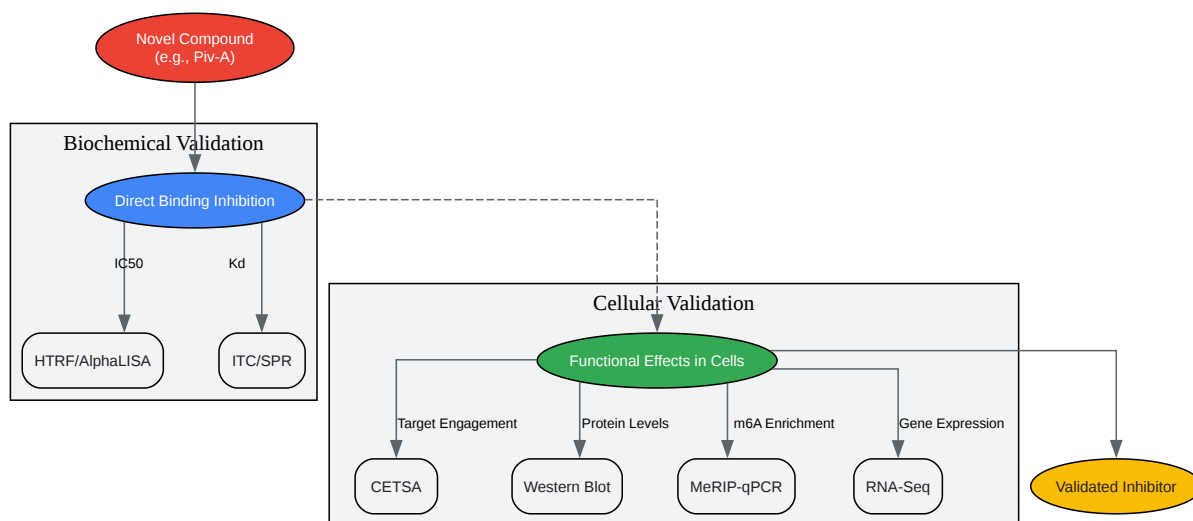 Novel Compound
(e.g., Piv-A)
Biochemical Validation
Direct Binding Inhibition
IC50
Kd
HTRF/AlphaLISA
ITC/SPR
Cellular Validation
Functional Effects in Cells
Target Engagement
Protein Levels
m6A Enrichment
Gene Expression
CETSA
Western Blot
MeRIP-qPCR
RNA-Seq
Validated Inhibitor